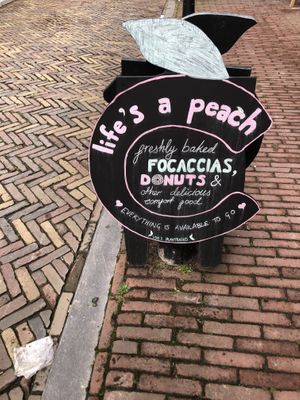 life's a peach
freshly baked
FOCACCIAS,
DONUTS &
other delicious
comfort food
EVERYTHING IS AVAILABLE TO GO